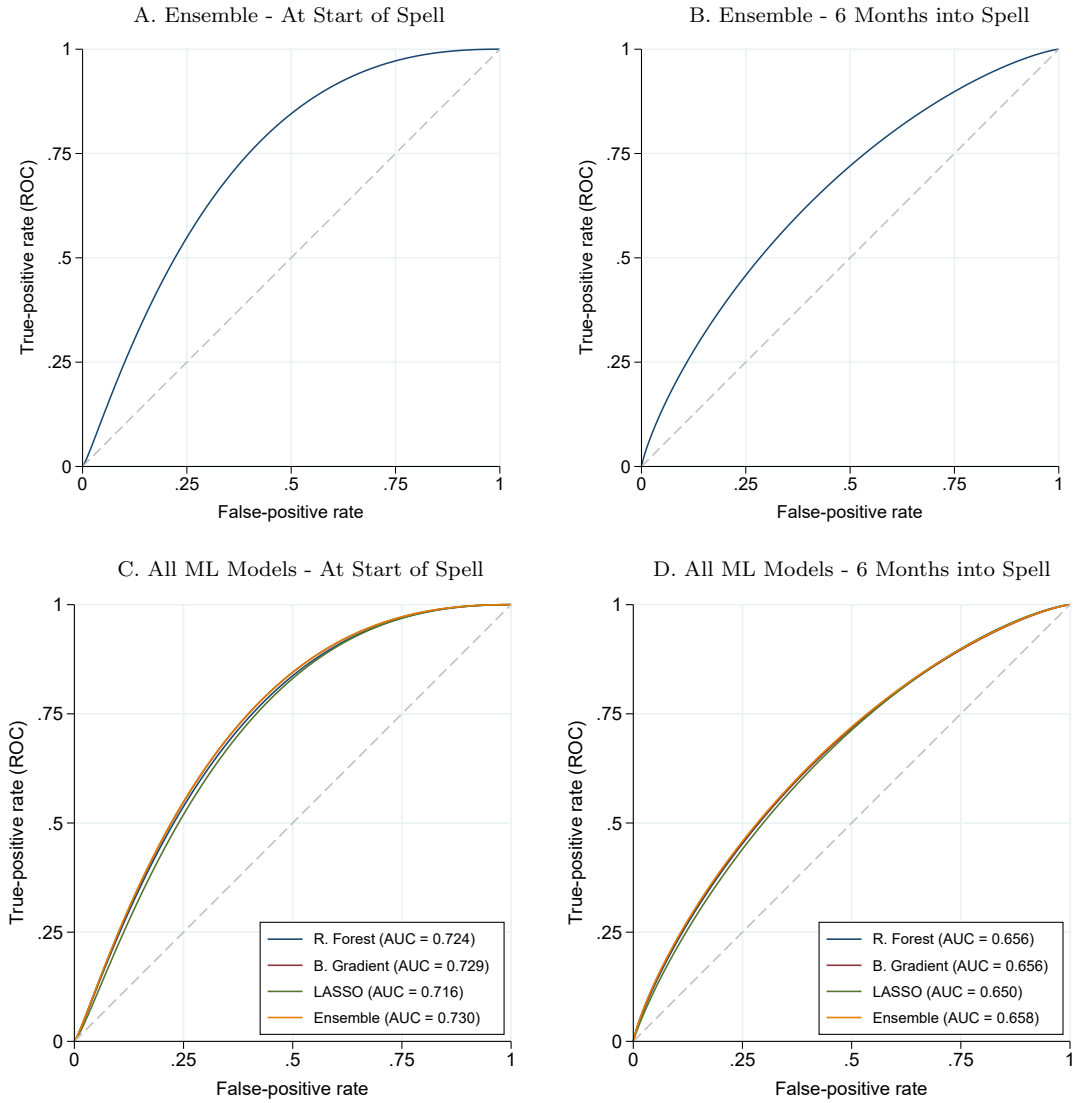 A. Ensemble - At Start of Spell
True-positive rate (ROC)
1
.75
.5
.25
0
0 .25 .5 .75 1
False-positive rate
B. Ensemble - 6 Months into Spell
True-positive rate (ROC)
1
.75
.5
.25
0
0 .25 .5 .75 1
False-positive rate
C. All ML Models - At Start of Spell
True-positive rate (ROC)
1
.75
.5
.25
0
R. Forest (AUC = 0.724)
B. Gradient (AUC = 0.729)
LASSO (AUC = 0.716)
Ensemble (AUC = 0.730)
0 .25 .5 .75 1
False-positive rate
D. All ML Models - 6 Months into Spell
True-positive rate (ROC)
1
.75
.5
.25
0
R. Forest (AUC = 0.656)
B. Gradient (AUC = 0.656)
LASSO (AUC = 0.650)
Ensemble (AUC = 0.658)
0 .25 .5 .75 1
False-positive rate